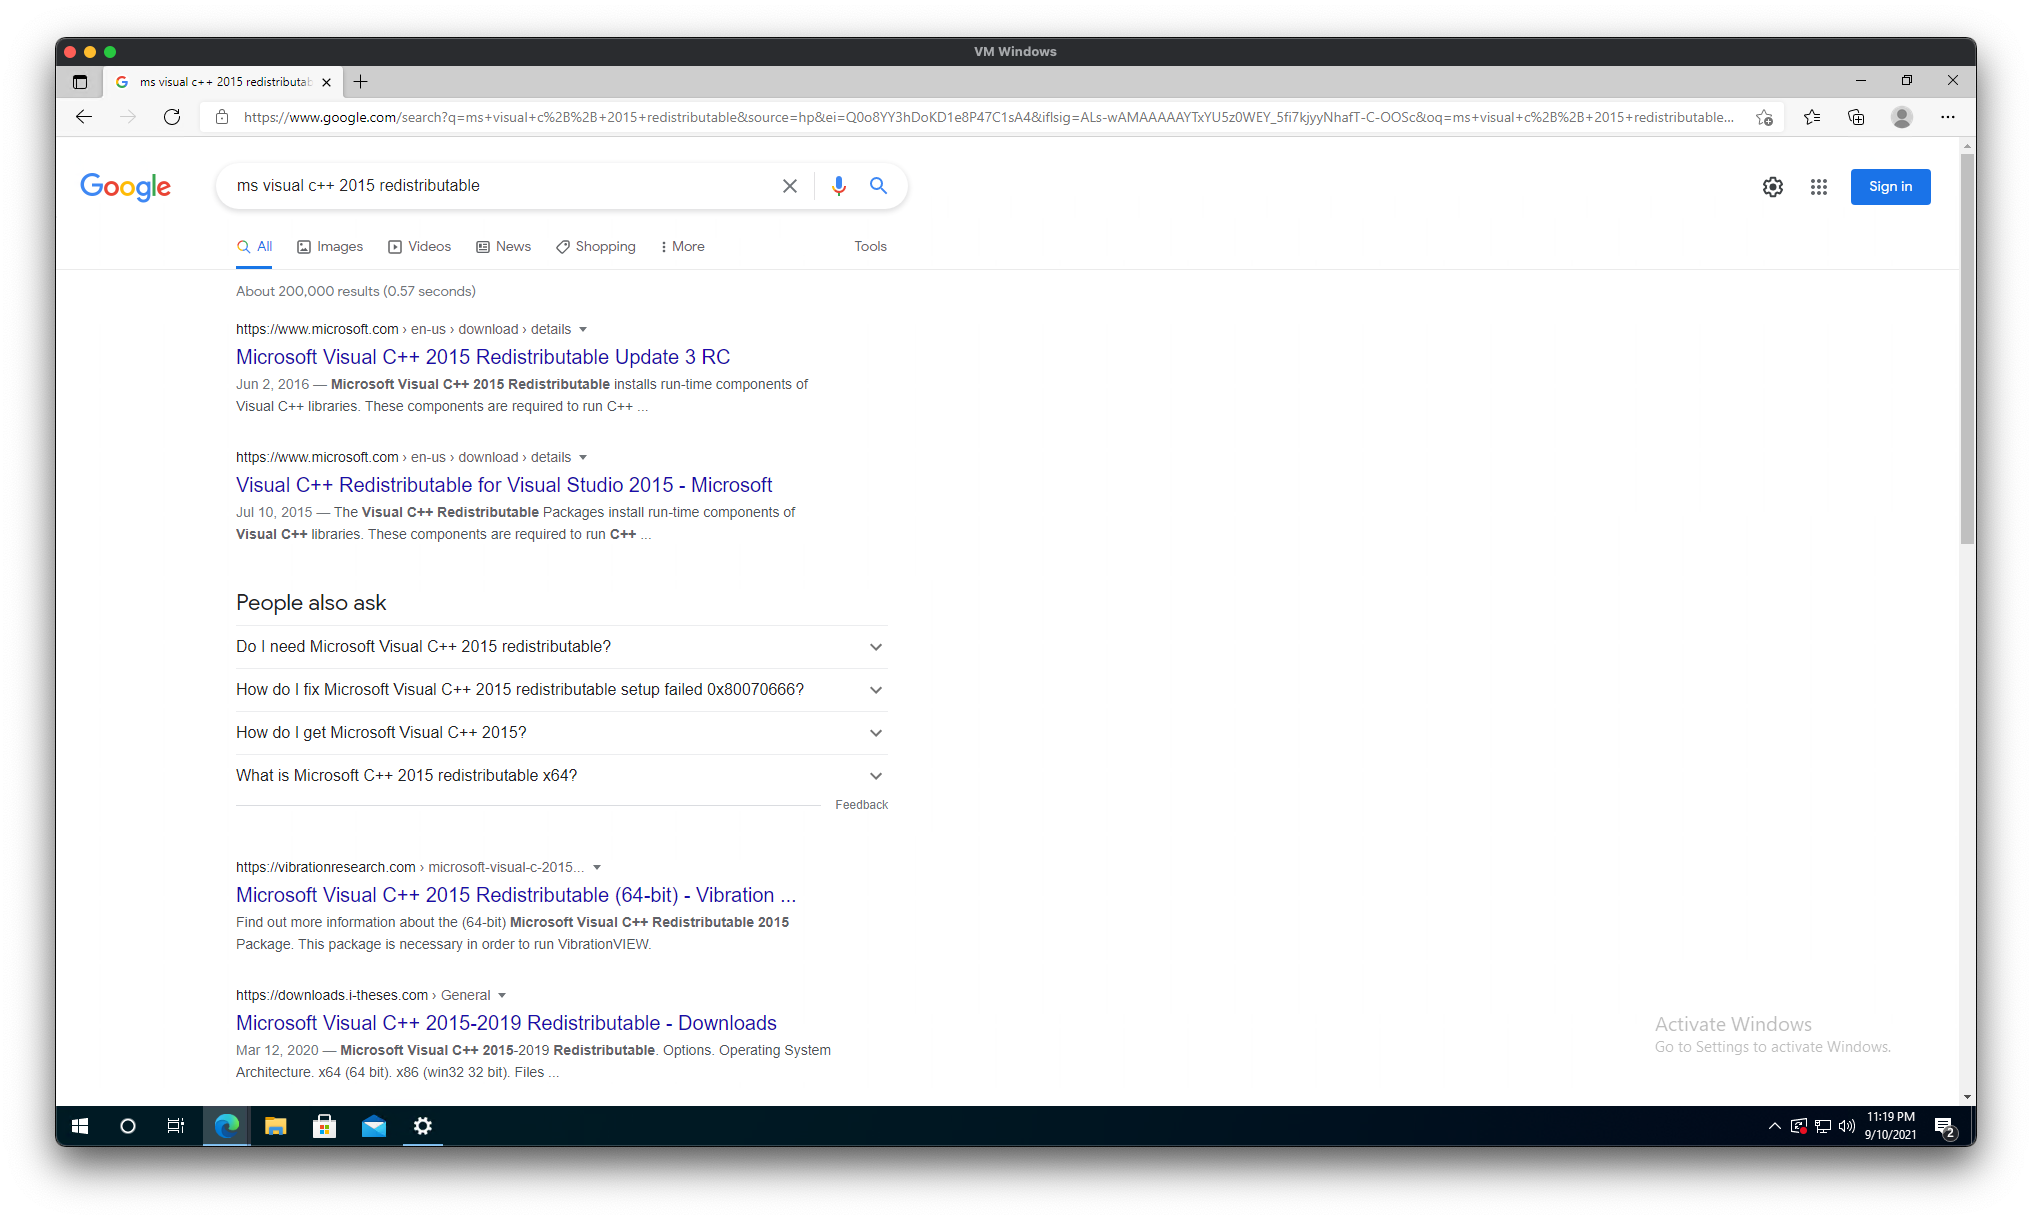 VM Windows
ms visual c++ 2015 redistributab
https://www.google.com/search?q=ms+visual+c%2B%2B+2015+redistributable&source=hp&ei=Q0o8YY3hDoKD1e8P47C1sA4&iflsig=ALs-wAMAAAAAYTxYU5z0WEY_5fi7kjyyNhafT-C-OOSc&oq=ms+visual+c%2B%2B+2015+redistributable...
Google
ms visual c++ 2015 redistributable
Sign in
All Images Videos News Shopping More Tools
About 200,000 results (0.57 seconds)
https://www.microsoft.com › en-us › download › details
Microsoft Visual C++ 2015 Redistributable Update 3 RC
Jun 2, 2016 — Microsoft Visual C++ 2015 Redistributable installs run-time components of
Visual C++ libraries. These components are required to run C++ ...
https://www.microsoft.com › en-us › download › details
Visual C++ Redistributable for Visual Studio 2015 - Microsoft
Jul 10, 2015 — The Visual C++ Redistributable Packages install run-time components of
Visual C++ libraries. These components are required to run C++ ...
People also ask
Do I need Microsoft Visual C++ 2015 redistributable?
How do I fix Microsoft Visual C++ 2015 redistributable setup failed 0x80070666?
How do I get Microsoft Visual C++ 2015?
What is Microsoft C++ 2015 redistributable x64?
Feedback
https://vibrationresearch.com › microsoft-visual-c-2015...
Microsoft Visual C++ 2015 Redistributable (64-bit) - Vibration ...
Find out more information about the (64-bit) Microsoft Visual C++ Redistributable 2015
Package. This package is necessary in order to run VibrationVIEW.
https://downloads.i-theses.com › General
Microsoft Visual C++ 2015-2019 Redistributable - Downloads
Mar 12, 2020 — Microsoft Visual C++ 2015-2019 Redistributable. Options. Operating System
Architecture. x64 (64 bit). x86 (win32 32 bit). Files ...
Activate Windows
Go to Settings to activate Windows.
11:19 PM
9/10/2021
2